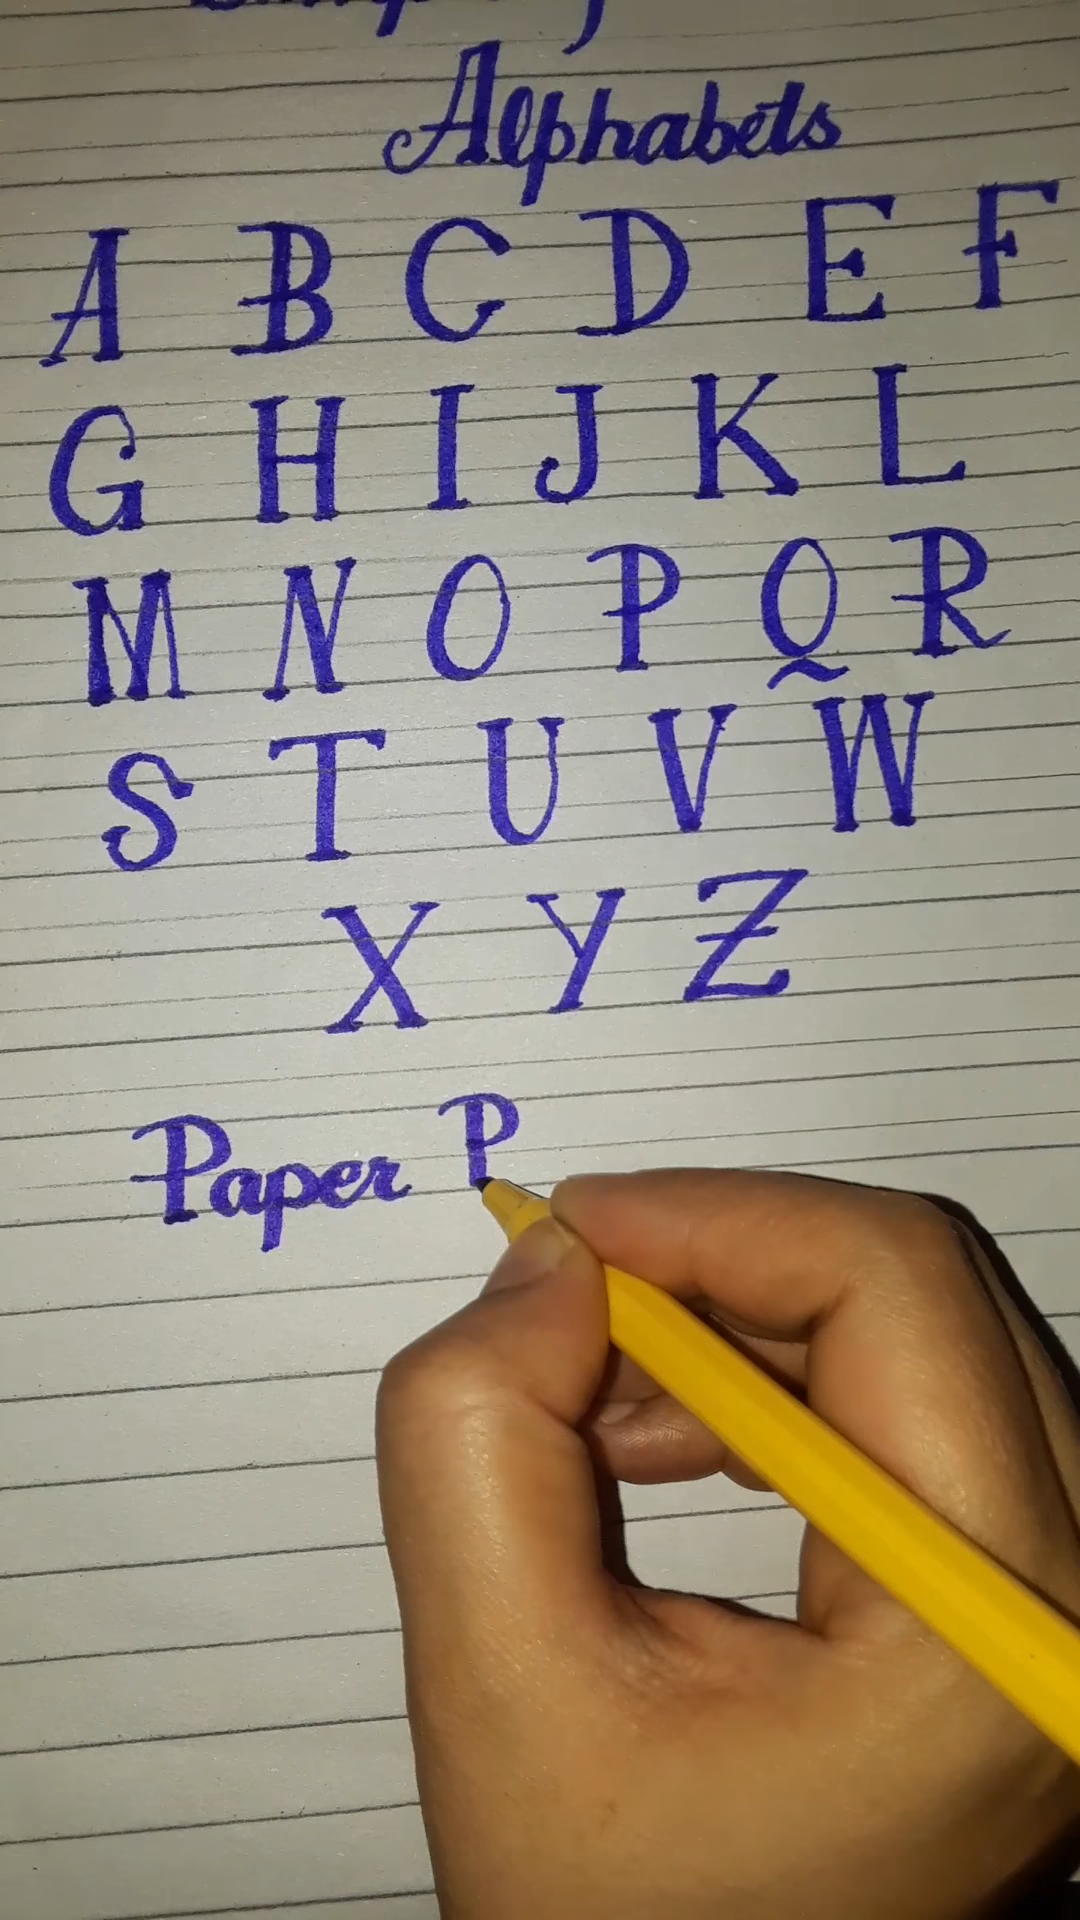 Alphabets
A B C D E F
G H I J K L
M N O P Q R
S T U V W
X Y Z
Paper P